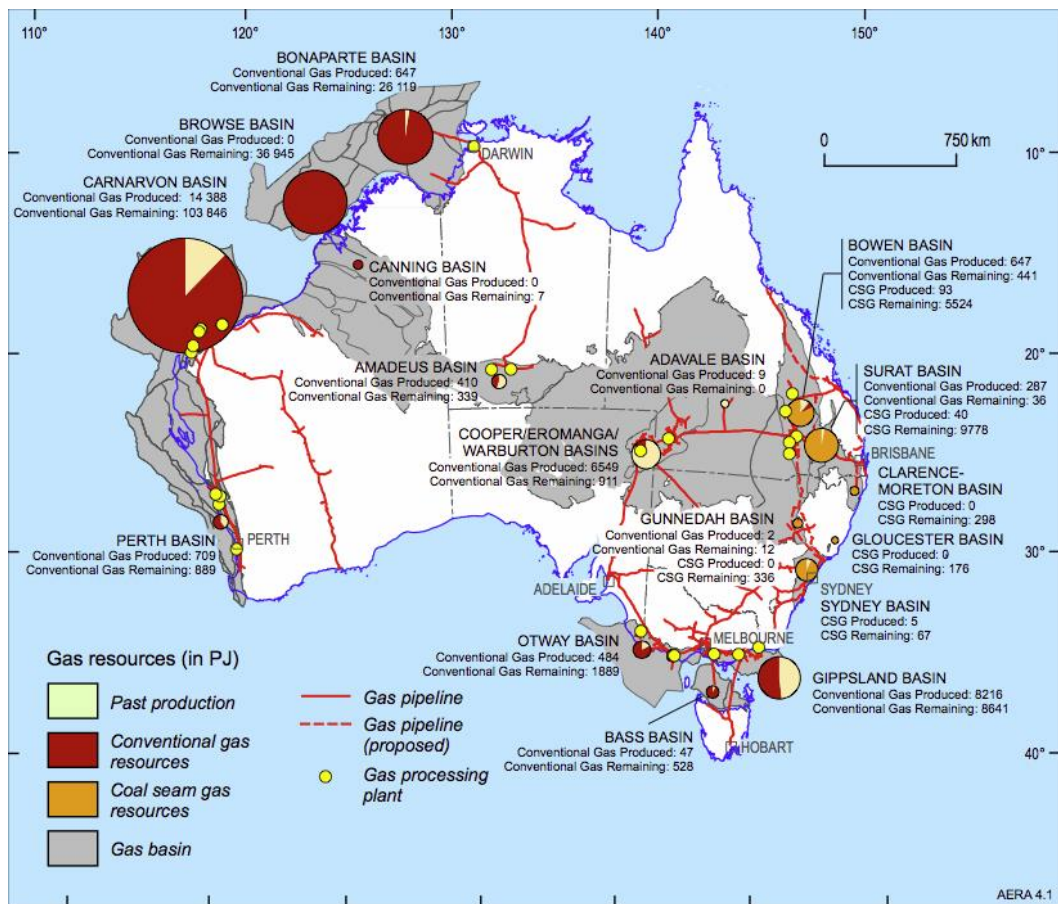 110°
120°
130°
140°
150°
BONAPARTE BASIN
Conventional Gas Produced: 647
Conventional Gas Remaining: 26 119
BROWSE BASIN
Conventional Gas Produced: 0
Conventional Gas Remaining: 36 945
CARNARVON BASIN
Conventional Gas Produced: 14 388
Conventional Gas Remaining: 103 846
DARWIN
0
750 km
10°
CANNING BASIN
Conventional Gas Produced: 0
Conventional Gas Remaining: 7
BOWEN BASIN
Conventional Gas Produced: 647
Conventional Gas Remaining: 441
CSG Produced: 93
CSG Remaining: 5524
20°
AMADEUS BASIN
Conventional Gas Produced: 410
Conventional Gas Remaining: 339
ADAVALE BASIN
Conventional Gas Produced: 9
Conventional Gas Remaining: 0
SURAT BASIN
Conventional Gas Produced: 287
Conventional Gas Remaining: 36
CSG Produced: 40
CSG Remaining: 9778
COOPER/EROMANGA/
WARBURTON BASINS
Conventional Gas Produced: 6549
Conventional Gas Remaining: 911
BRISBANE
CLARENCE-
MORETON BASIN
CSG Produced: 0
CSG Remaining: 298
GUNNEDAH BASIN
Conventional Gas Produced: 2
Conventional Gas Remaining: 12
CSG Produced: 0
CSG Remaining: 336
GLOUCESTER BASIN
CSG Produced: 0
CSG Remaining: 176
30°
PERTH BASIN
Conventional Gas Produced: 709
Conventional Gas Remaining: 889
PERTH
ADELAIDE
SYDNEY
SYDNEY BASIN
CSG Produced: 5
CSG Remaining: 67
OTWAY BASIN
Conventional Gas Produced: 484
Conventional Gas Remaining: 1889
MELBOURNE
GIPPSLAND BASIN
Conventional Gas Produced: 8216
Conventional Gas Remaining: 8641
BASS BASIN
Conventional Gas Produced: 47
Conventional Gas Remaining: 528
HOBART
40°
Gas resources (in PJ)
Past production
Conventional gas
resources
Coal seam gas
resources
Gas basin
Gas pipeline
Gas pipeline
(proposed)
Gas processing
plant
AERA 4.1